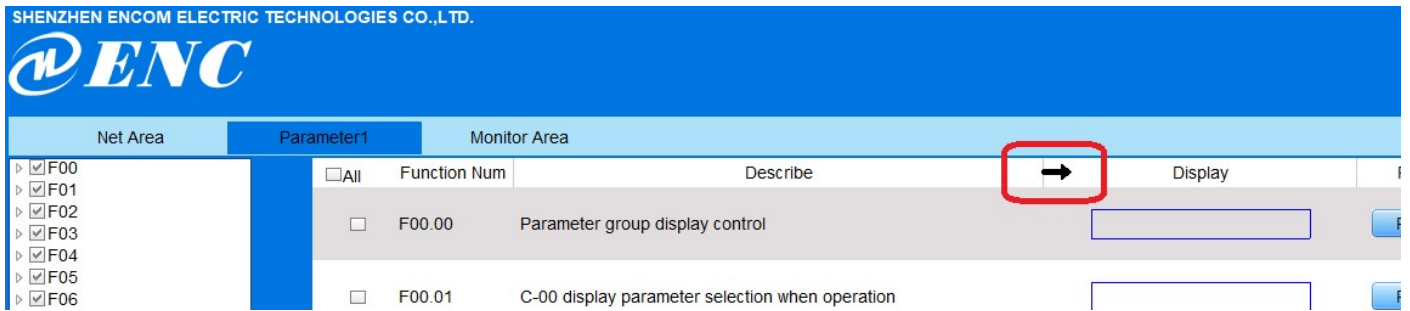 SHENZHEN ENCOM ELECTRIC TECHNOLOGIES CO.,LTD.
ENC
Net Area Parameter1 Monitor Area
F00
F01
F02
F03
F04
F05
F06
All Function Num Describe Display
F00.00 Parameter group display control
F00.01 C-00 display parameter selection when operation